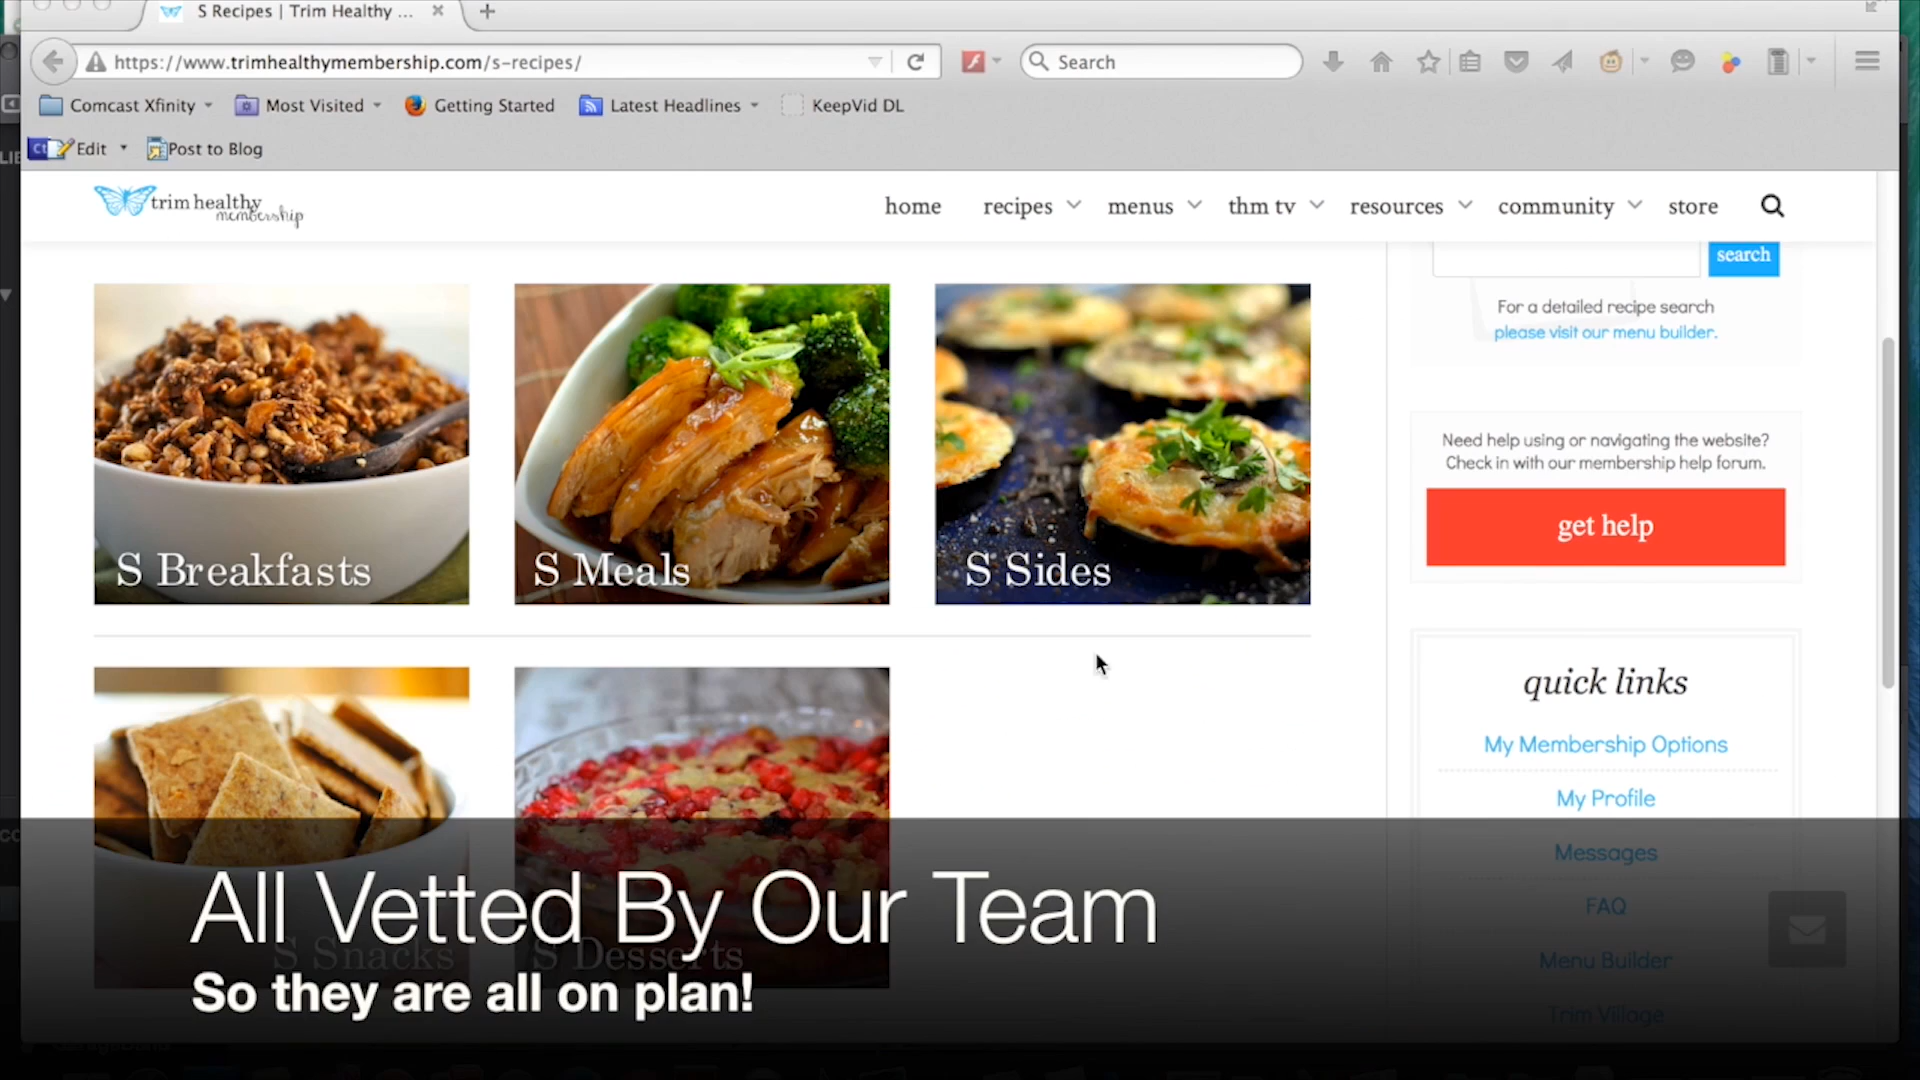 S Recipes | Trim Healthy ...
https://www.trimhealthymembership.com/s-recipes/
Search
Comcast Xfinity
Most Visited
Getting Started
Latest Headlines
KeepVid DL
Edit
Post to Blog
trim healthy
membership
home
recipes
menus
thm tv
resources
community
store
search
For a detailed recipe search
please visit our menu builder.
S Breakfasts
S Meals
S Sides
Need help using or navigating the website?
Check in with our membership help forum.
get help
quick links
My Membership Options
My Profile
Messages
FAQ
Menu Builder
Trim Village
S Snacks
S Desserts
All Vetted By Our Team
So they are all on plan!